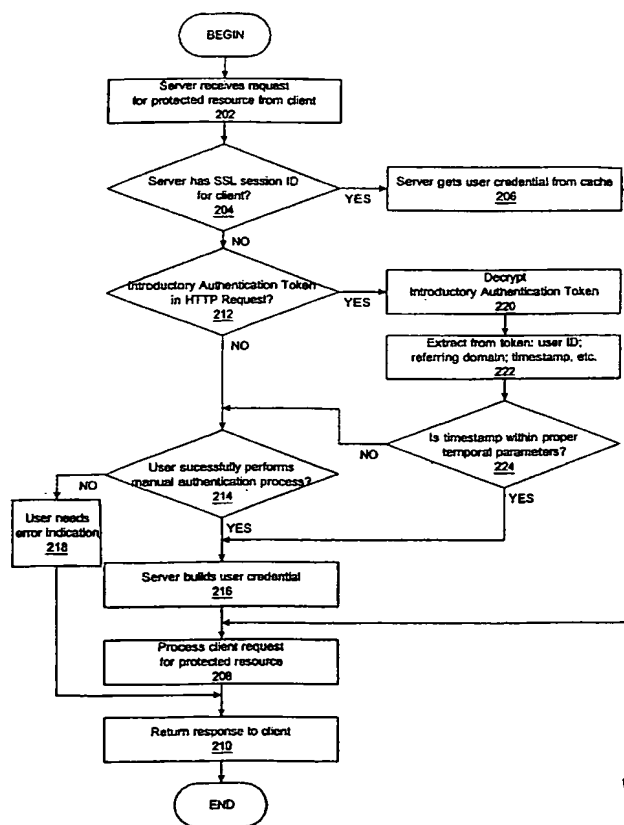 BEGIN
Server receives request
for protected resource from client
202
Server has SSL session ID
for client?
204
YES
Server gets user credential from cache
206
NO
Introductory Authentication Token
in HTTP Request?
212
YES
Decrypt
Introductory Authentication Token
220
NO
Extract from token: user ID;
referring domain; timestamp, etc.
222
Is timestamp within proper
temporal parameters?
224
NO
YES
User sucessfully performs
manual authentication process?
214
NO
YES
User needs
error indication
218
Server builds user credential
216
Process client request
for protected resource
208
Return response to client
210
END